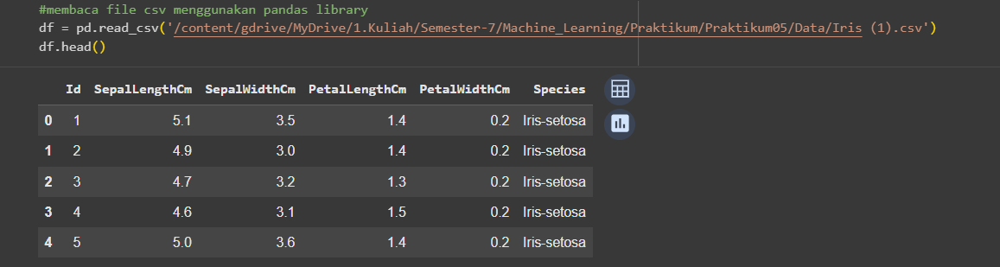 #membaca file csv menggunakan pandas library
df = pd.read_csv('/content/gdrive/MyDrive/1.Kuliah/Semester-7/Machine_Learning/Praktikum/Praktikum05/Data/Iris (1).csv')
df.head()
Id SepalLengthCm SepalWidthCm PetalLengthCm PetalWidthCm Species
0 1 5.1 3.5 1.4 0.2 Iris-setosa
1 2 4.9 3.0 1.4 0.2 Iris-setosa
2 3 4.7 3.2 1.3 0.2 Iris-setosa
3 4 4.6 3.1 1.5 0.2 Iris-setosa
4 5 5.0 3.6 1.4 0.2 Iris-setosa